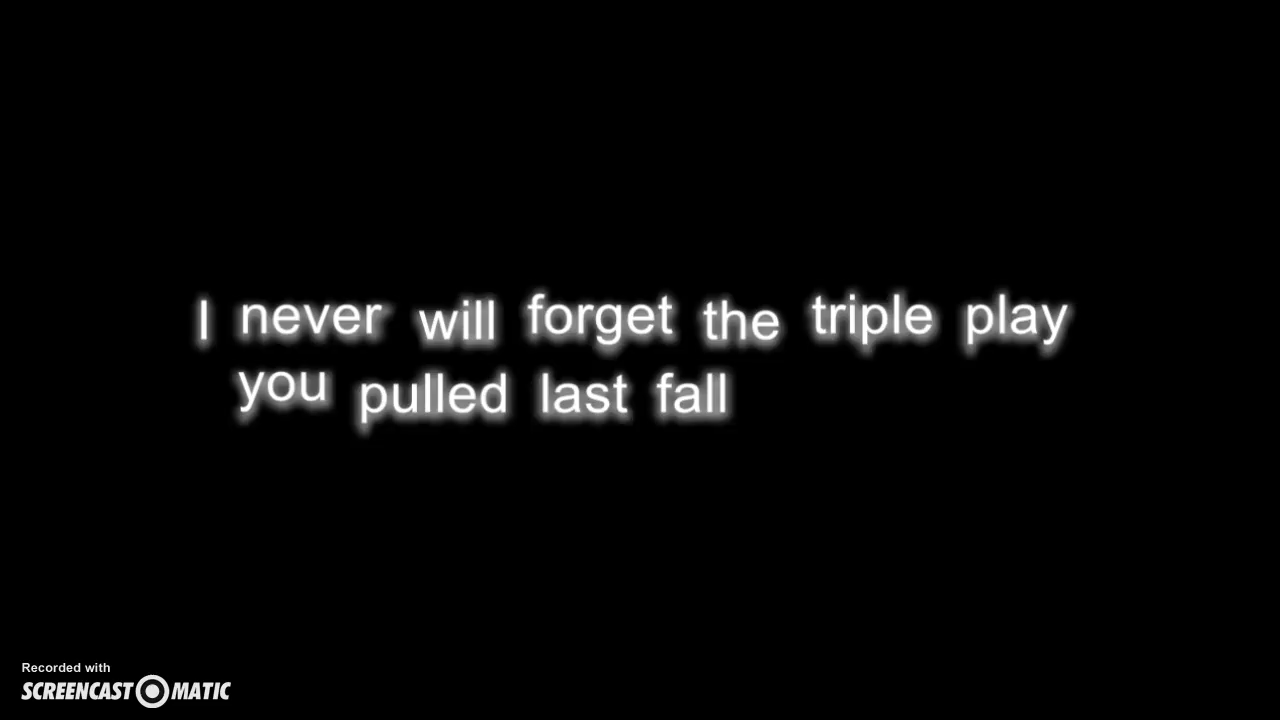 I never will forget the triple play
you pulled last fall
Recorded with
SCREENCAST MATIC